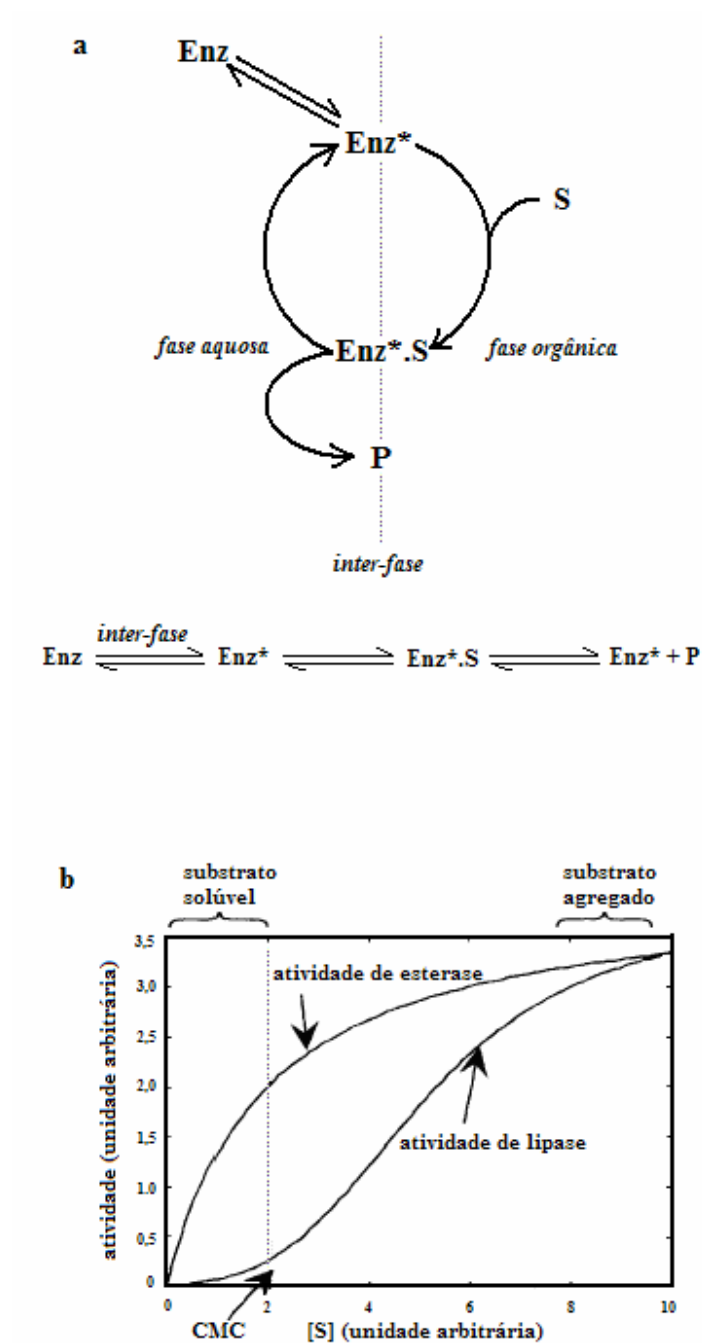 a
Enz
Enz*
S
fase aquosa
Enz*.S
fase orgânica
P
inter-fase
inter-fase
Enz
Enz*
Enz*.S
Enz* + P
b
substrato
solúvel
substrato
agregado
3,5
3,0
2,5
2,0
1,5
1.0
0,5
0
atividade (unidade arbitrária)
atividade de esterase
atividade de lipase
0
2
4
6
8
10
CMC
[S] (unidade arbitrária)